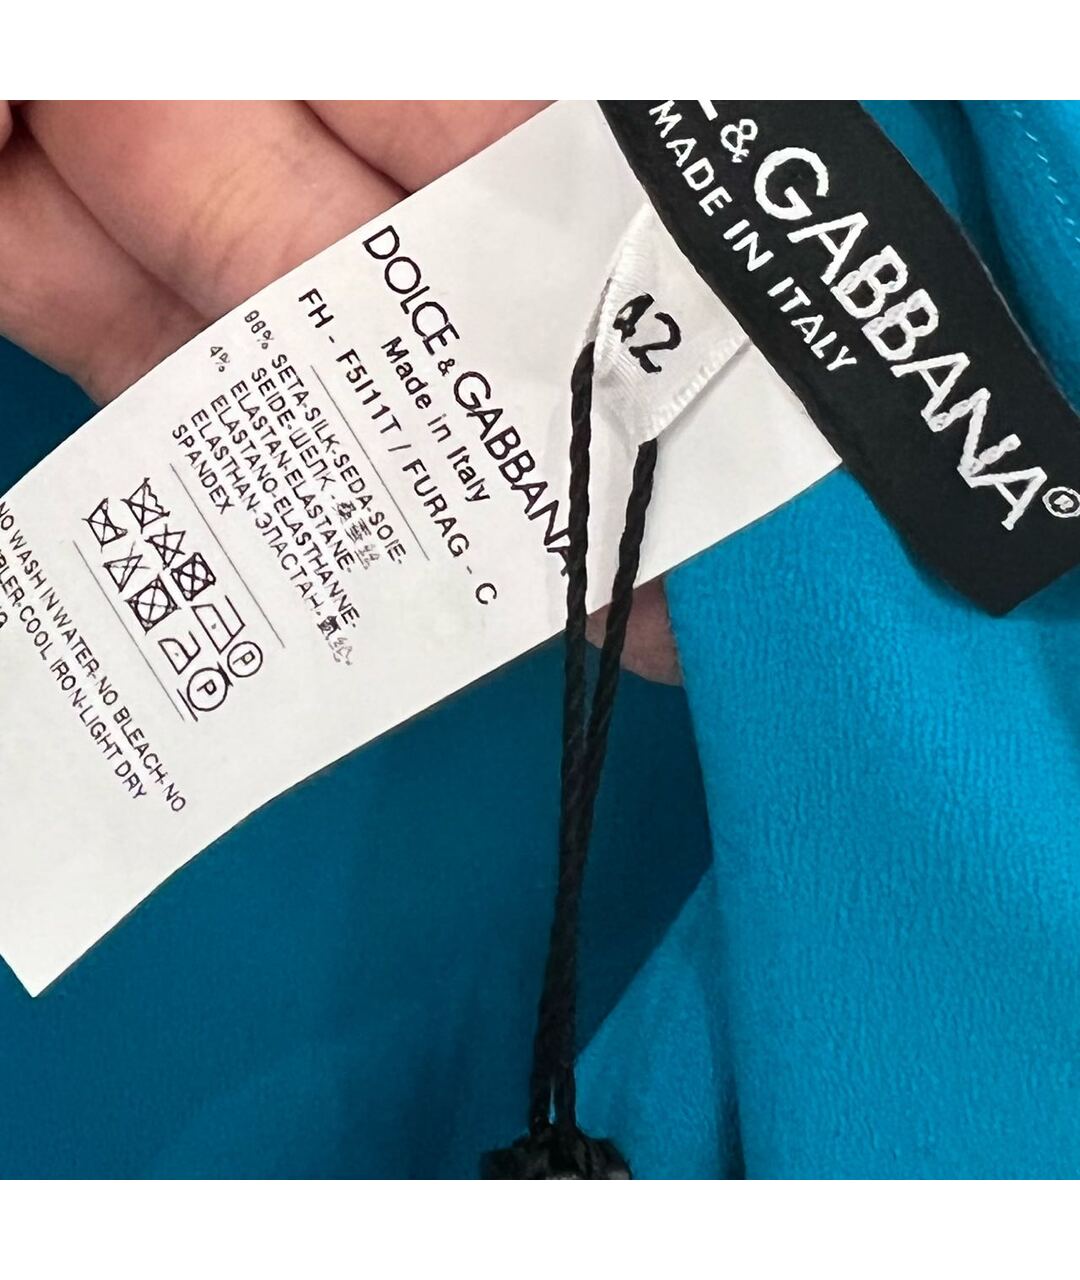 & GABBANA®
MADE IN ITALY
42
DOLCE & GABBANA
Made in Italy
FH - F5I11T / FURAG - C
SETA-SILK-SEDA-SOIE-
SEIDE-ШЕЛК-
4% ELASTAN-ELASTANE-
ELASTANO-ELASTHANNE-
ELASTHAN-ЭЛАСТАН-
SPANDEX
P
P
NO WASH IN WATER-NO BLEACH-NO
COOL IRON-LIGHT DRY